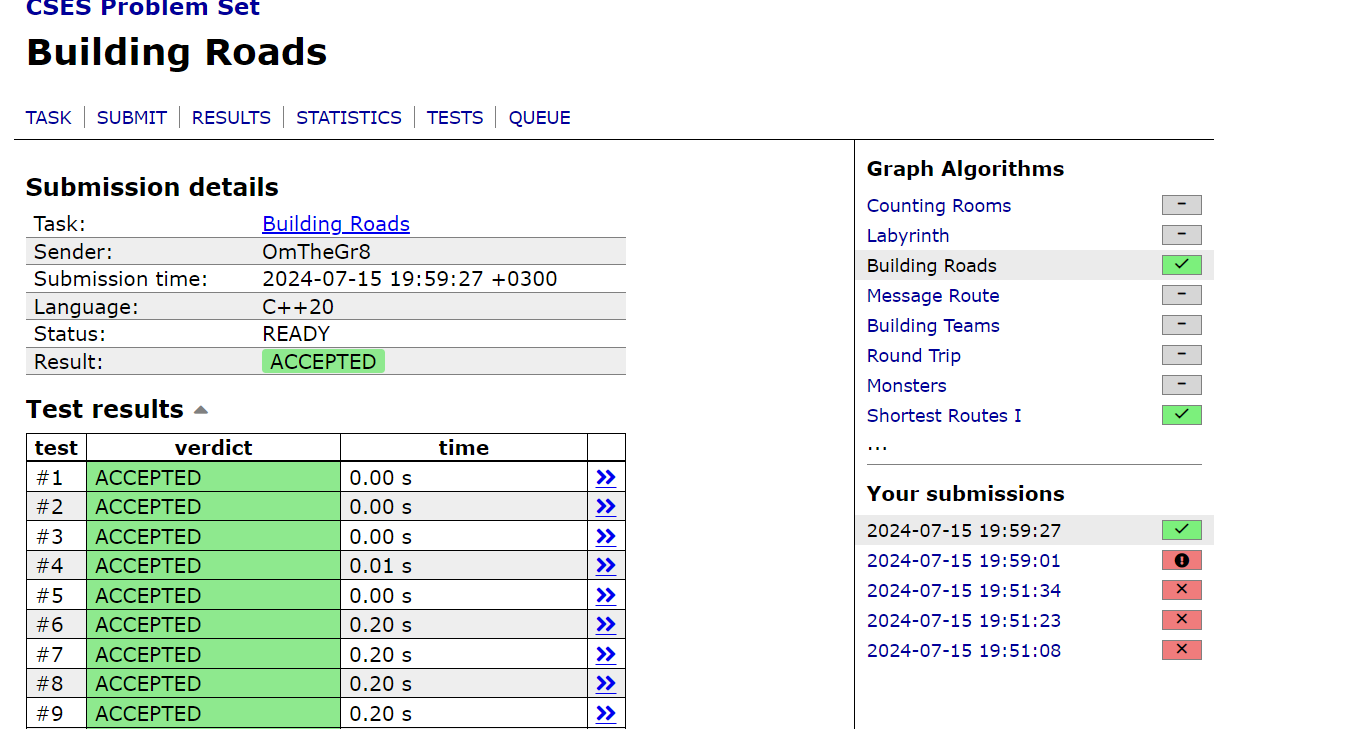 CSES Problem Set
Building Roads
TASK | SUBMIT | RESULTS | STATISTICS | TESTS | QUEUE
Submission details
Task: Building Roads
Sender: OmTheGr8
Submission time: 2024-07-15 19:59:27 +0300
Language: C++20
Status: READY
Result: ACCEPTED
Test results
test verdict time
#1 ACCEPTED 0.00 s »
#2 ACCEPTED 0.00 s »
#3 ACCEPTED 0.00 s »
#4 ACCEPTED 0.01 s »
#5 ACCEPTED 0.00 s »
#6 ACCEPTED 0.20 s »
#7 ACCEPTED 0.20 s »
#8 ACCEPTED 0.20 s »
#9 ACCEPTED 0.20 s »
Graph Algorithms
Counting Rooms –
Labyrinth –
Building Roads ✓
Message Route –
Building Teams –
Round Trip –
Monsters –
Shortest Routes I ✓
...
Your submissions
2024-07-15 19:59:27 ✓
2024-07-15 19:59:01 !
2024-07-15 19:51:34 ×
2024-07-15 19:51:23 ×
2024-07-15 19:51:08 ×